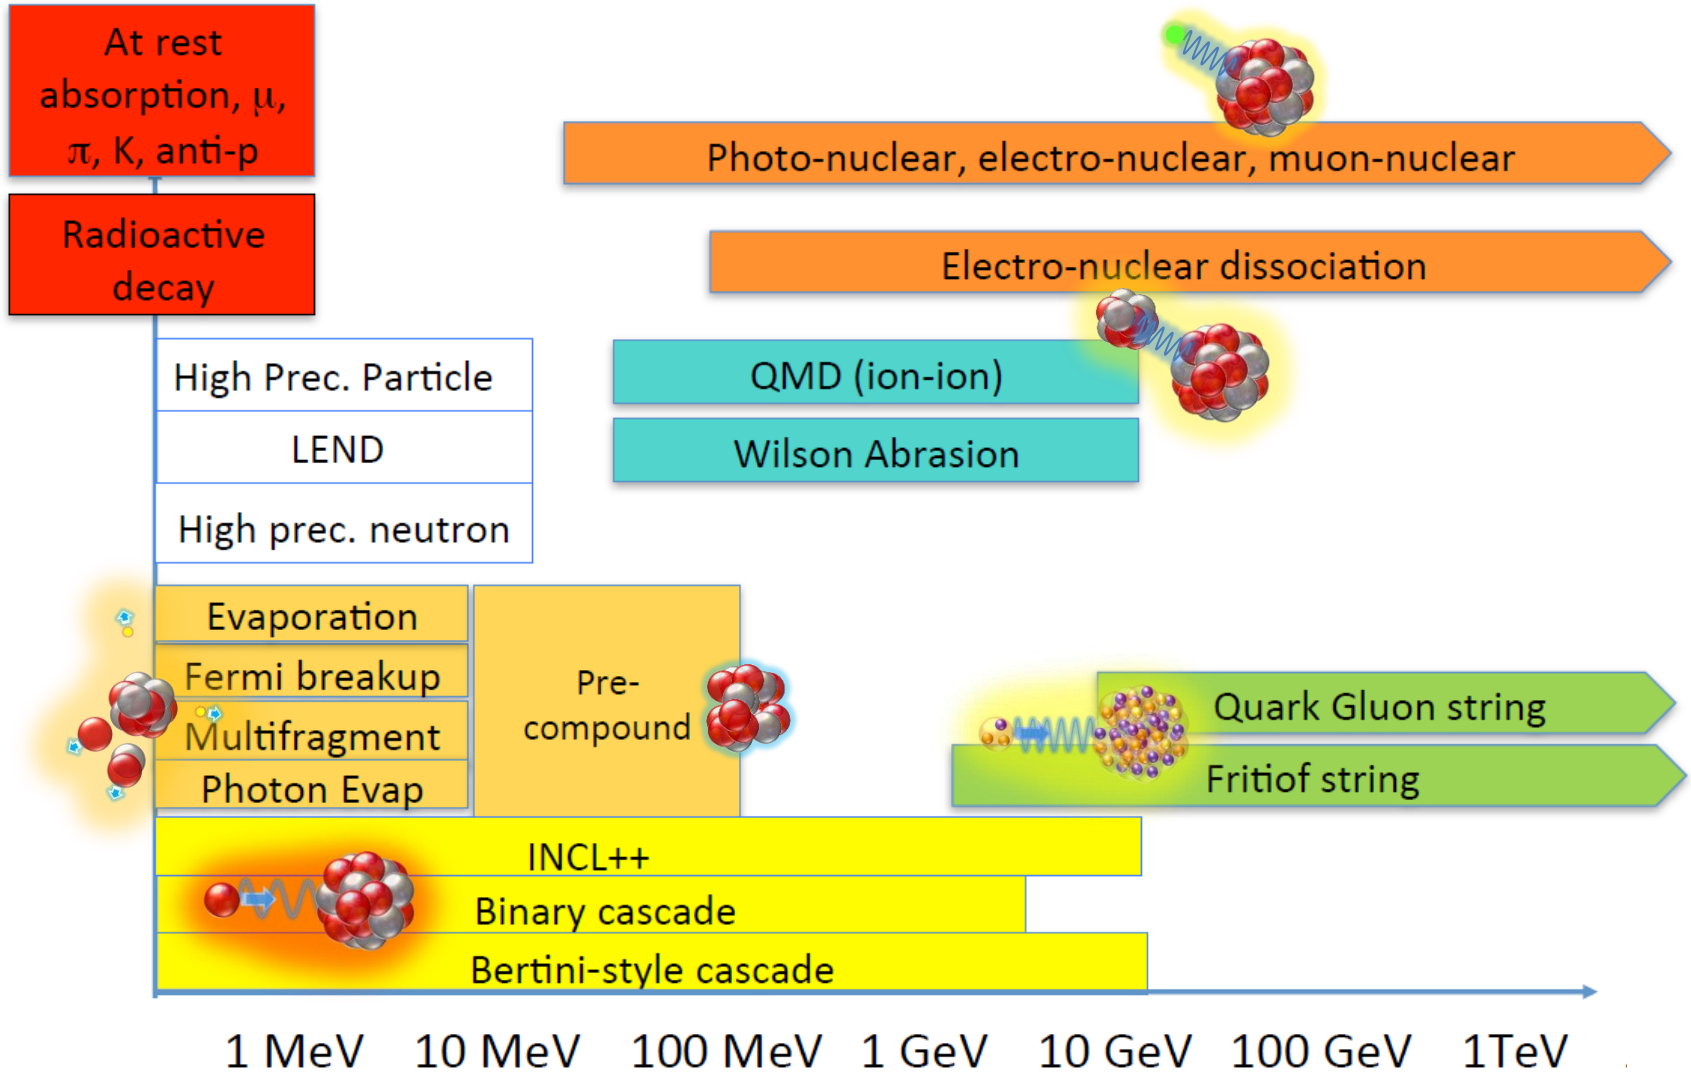 At rest
absorption, μ,
π, K, anti-p
Photo-nuclear, electro-nuclear, muon-nuclear
Radioactive
decay
Electro-nuclear dissociation
High Prec. Particle
QMD (ion-ion)
LEND
Wilson Abrasion
High prec. neutron
Evaporation
Fermi breakup
Multifragment
Photon Evap
Pre-
compound
Quark Gluon string
Fritiof string
INCL++
Binary cascade
Bertini-style cascade
1 MeV 10 MeV 100 MeV 1 GeV 10 GeV 100 GeV 1TeV